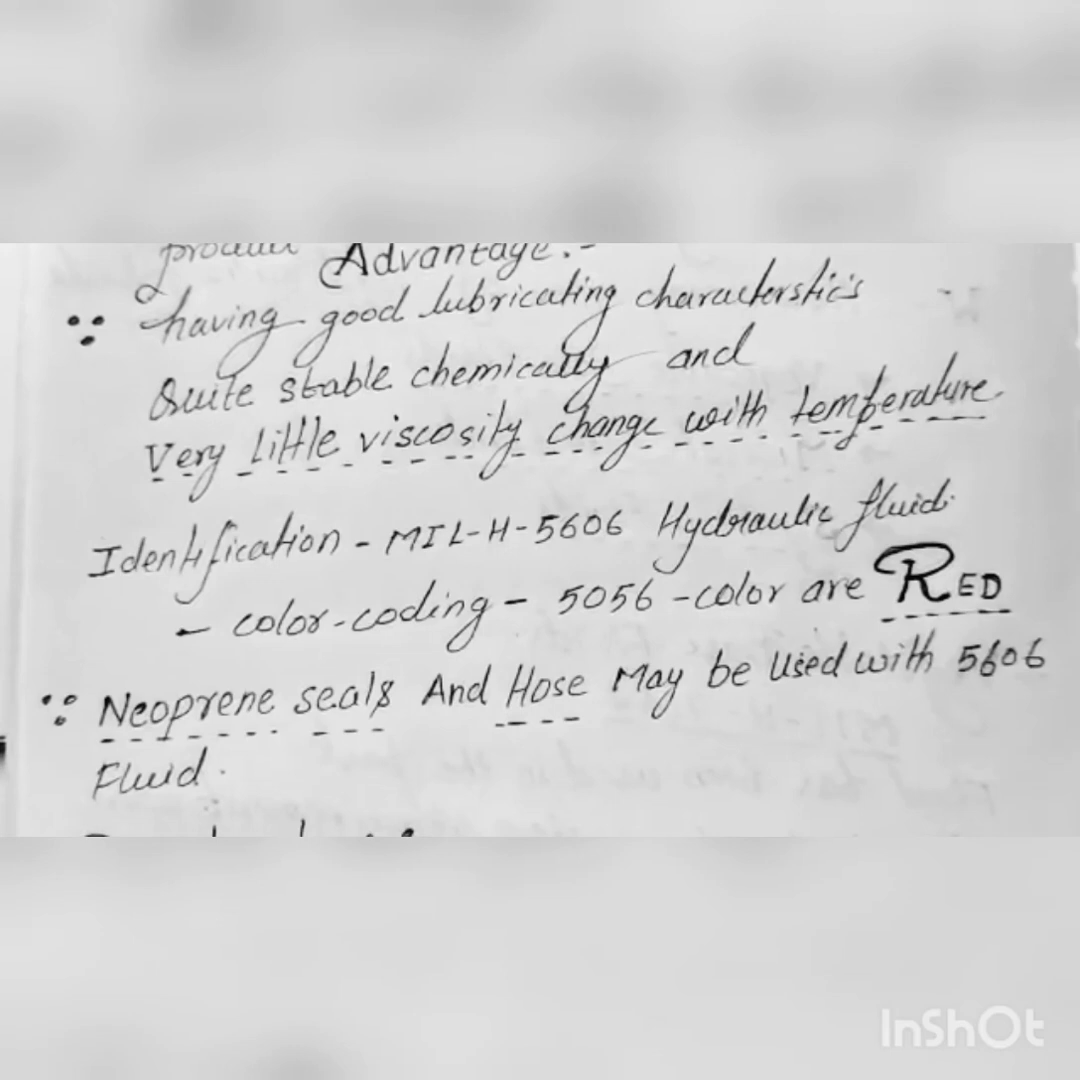 product Advantage:-
having good lubricating characterstic's
Quite stable chemically and
Very little viscosity change with temperature.
Identification - MIL-H-5606 Hydraulic fluid.
- color-coding - 5056 -color are RED
Neoprene seals And Hose May be Used with 5606
Fluid.
InShOt